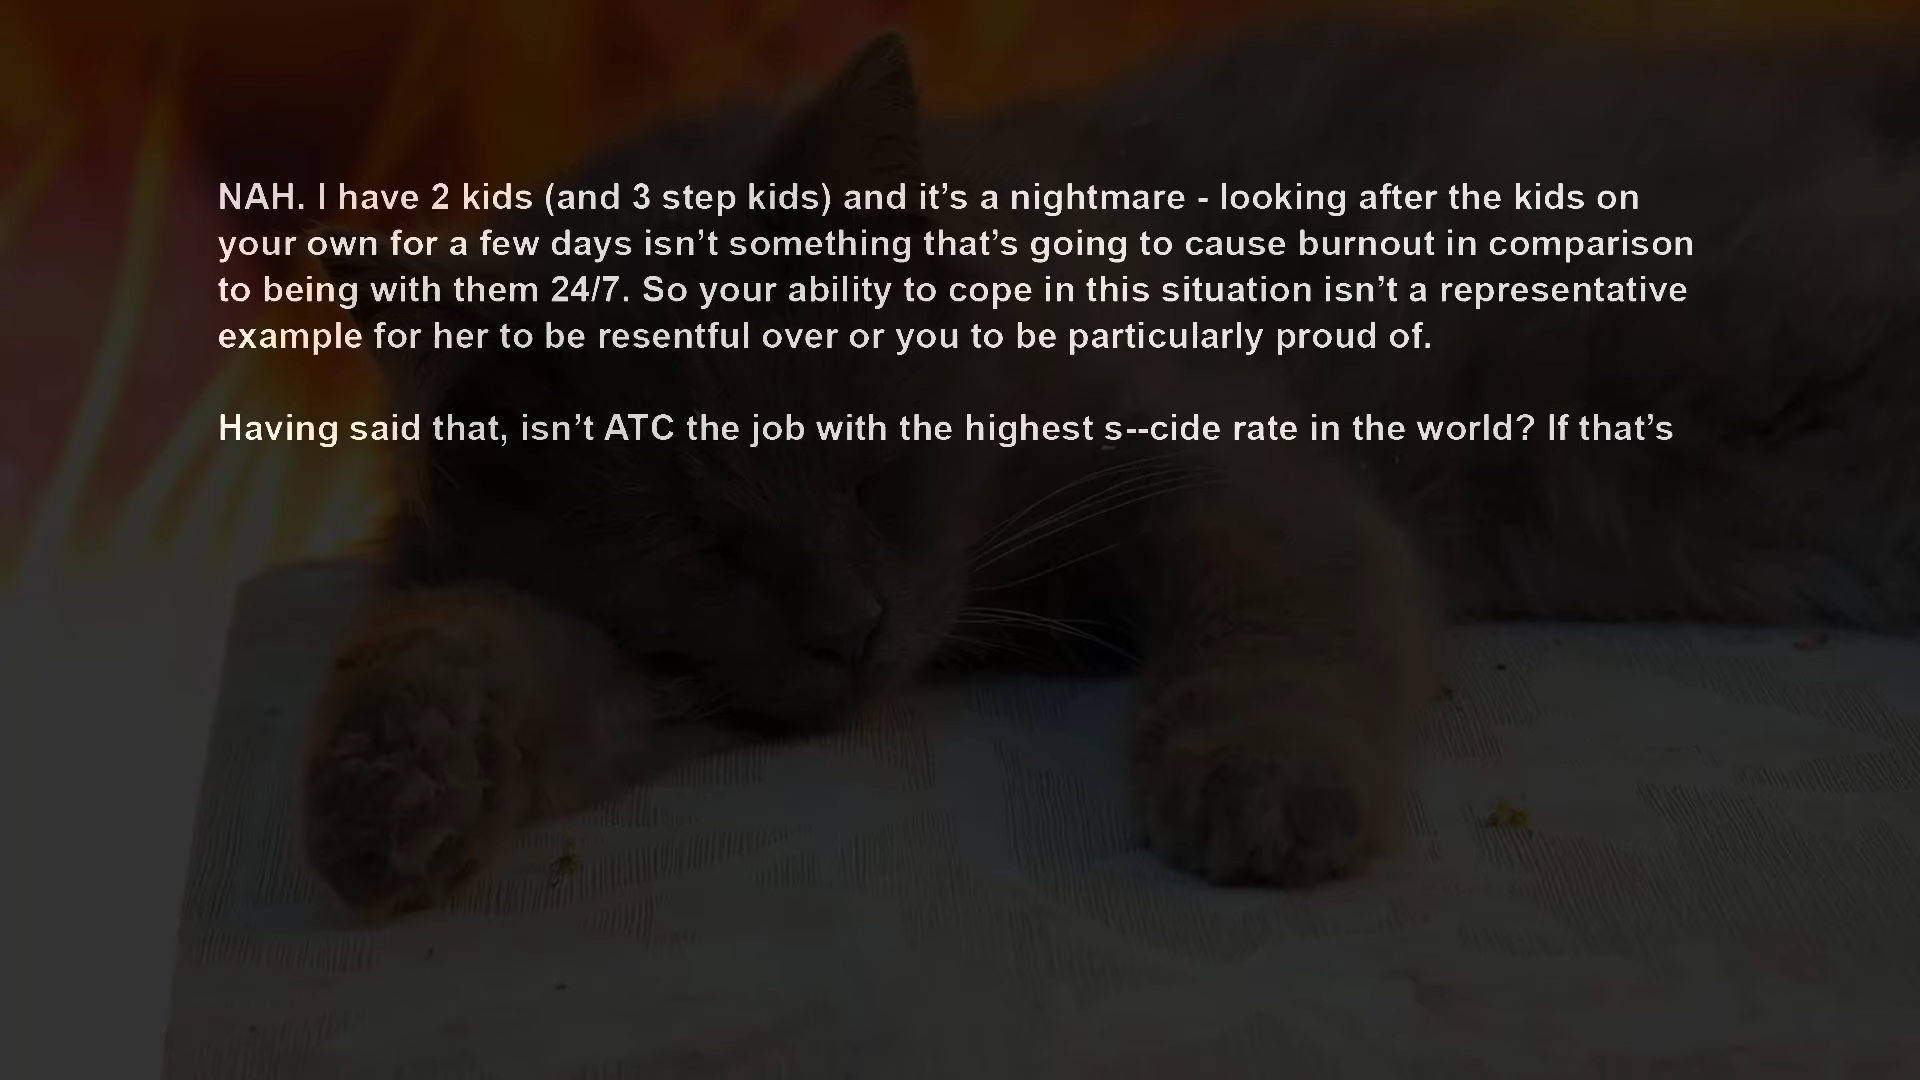 NAH. I have 2 kids (and 3 step kids) and it’s a nightmare - looking after the kids on
your own for a few days isn’t something that’s going to cause burnout in comparison
to being with them 24/7. So your ability to cope in this situation isn’t a representative
example for her to be resentful over or you to be particularly proud of.
Having said that, isn’t ATC the job with the highest s--cide rate in the world? If that’s